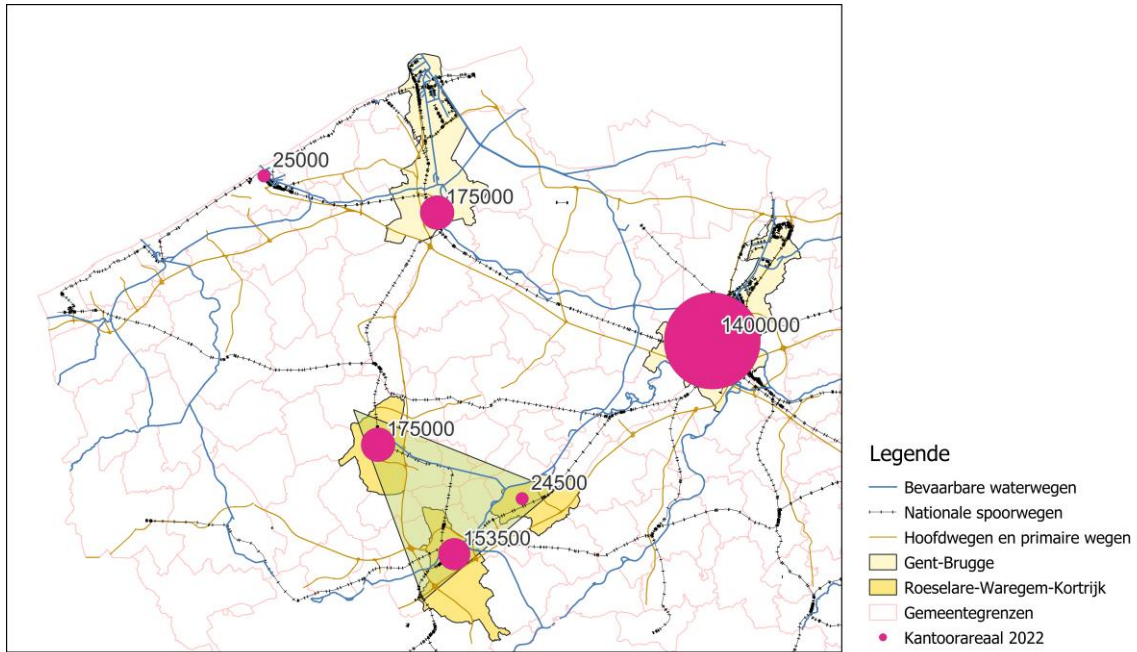 25000
175000
1400000
175000
24500
153500
Legende
Bevaarbare waterwegen
Nationale spoorwegen
Hoofdwegen en primaire wegen
Gent-Brugge
Roeselare-Waregem-Kortrijk
Gemeentegrenzen
Kantoorareaal 2022